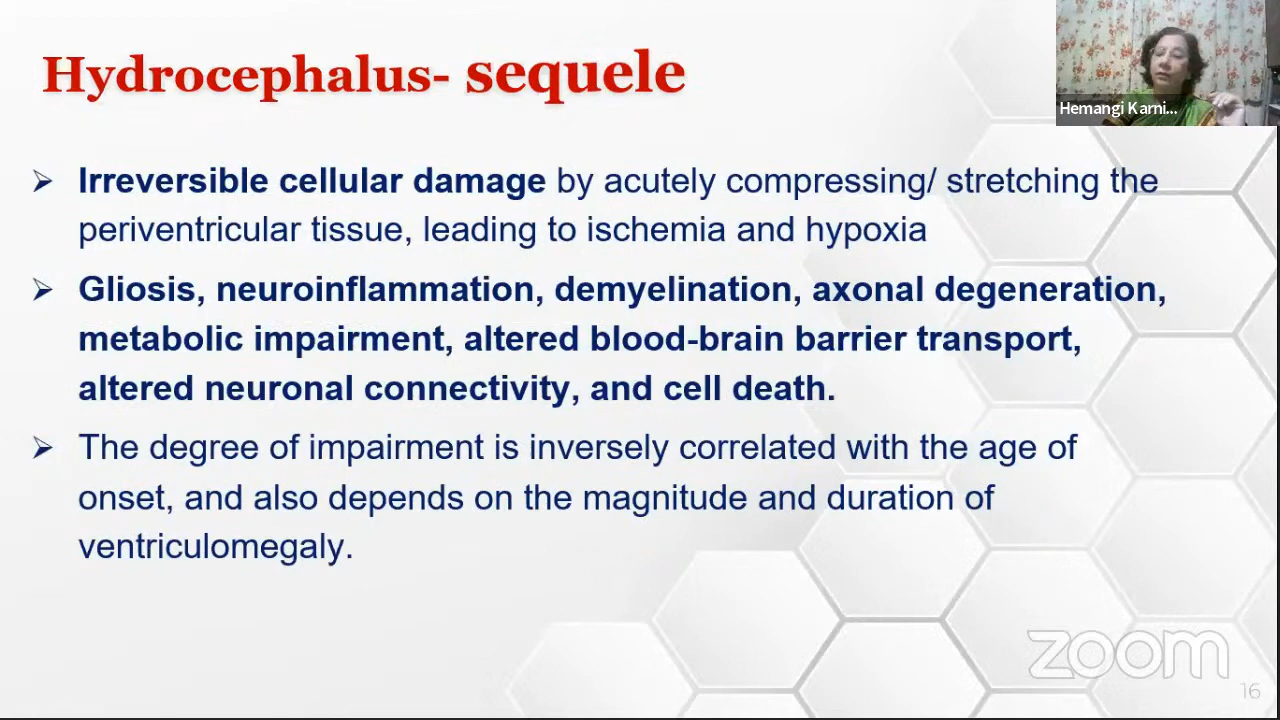 Hydrocephalus- sequele
Hemangi Karni...
➢ Irreversible cellular damage by acutely compressing/ stretching the
periventricular tissue, leading to ischemia and hypoxia
➢ Gliosis, neuroinflammation, demyelination, axonal degeneration,
metabolic impairment, altered blood-brain barrier transport,
altered neuronal connectivity, and cell death.
➢ The degree of impairment is inversely correlated with the age of
onset, and also depends on the magnitude and duration of
ventriculomegaly.
zoom
16